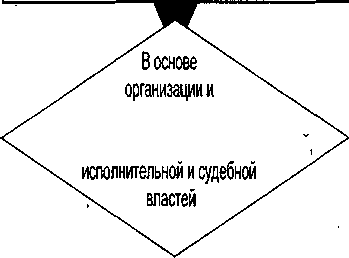 В основе
организации и
исполнительной и судебной
властей